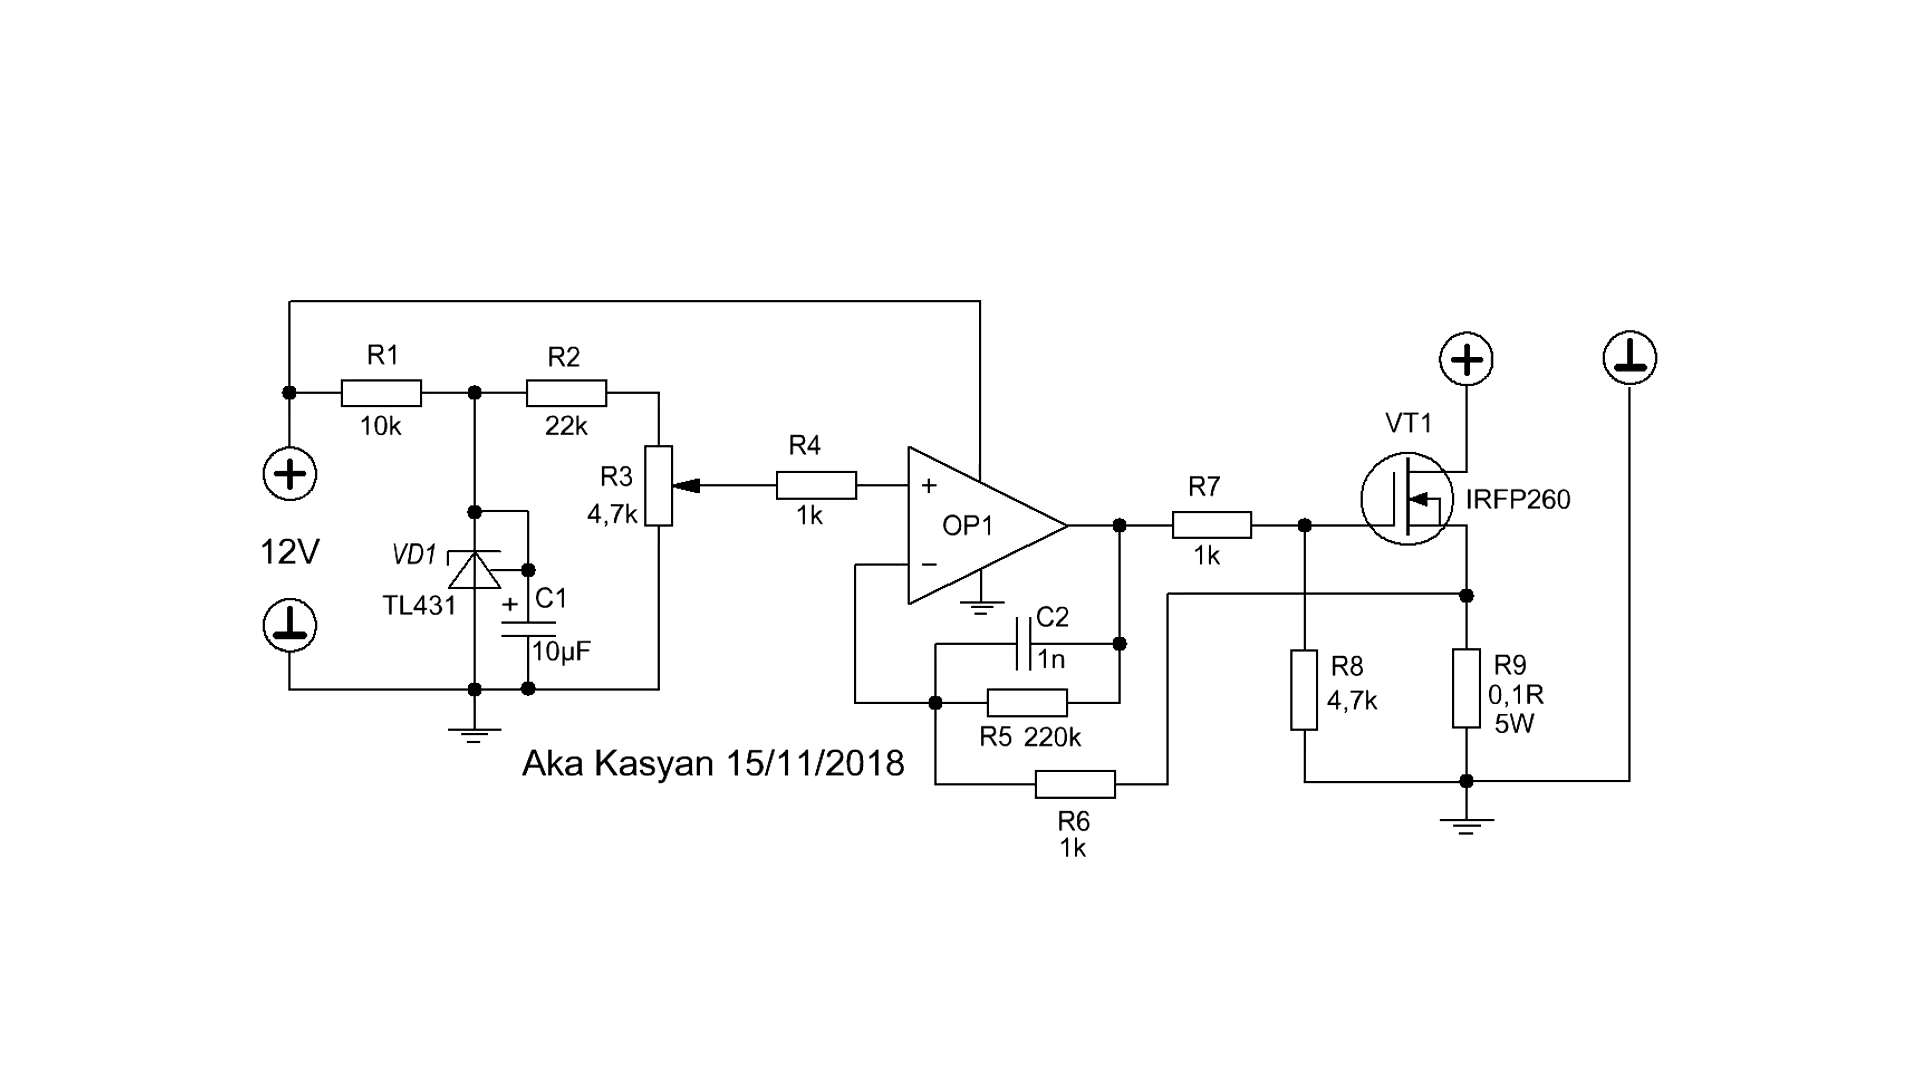 R1
10k
R2
22k
R3
4,7k
R4
1k
12V
VD1
TL431
+
C1
10µF
+
OP1
−
C2
1n
R5 220k
R6
1k
R7
1k
VT1
IRFP260
R8
4,7k
R9
0,1R
5W
Aka Kasyan 15/11/2018